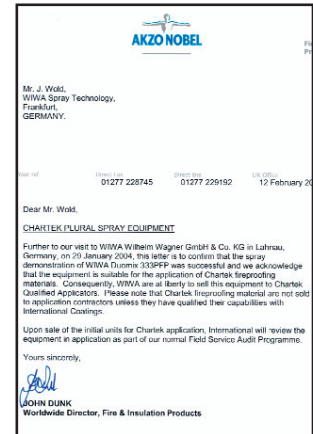 AKZO NOBEL
Fi
Pr
Mr. J. Wold,
WIWA Spray Technology,
Frankfurt,
GERMANY.
Your ref
Direct Fax
Direct line
UK Office
01277 228745
01277 229192
12 February 20
Dear Mr. Wold,
CHARTEK PLURAL SPRAY EQUIPMENT
Further to our visit to WIWA Wilhelm Wagner GmbH & Co. KG in Lahnau,
Germany, on 29 January 2004, this letter is to confirm that the spray
demonstration of WIWA Duomix 333PFP was successful and we acknowledge
that the equipment is suitable for the application of Chartek fireproofing
materials. Consequently, WIWA are at liberty to sell this equipment to Chartek
Qualified Applicators. Please note that Chartek fireproofing material are not sold
to application contractors unless they have qualified their capabilities with
International Coatings.
Upon sale of the initial units for Chartek application, International will review the
equipment in application as part of our normal Field Service Audit Programme.
Yours sincerely,
JOHN DUNK
Worldwide Director, Fire & Insulation Products